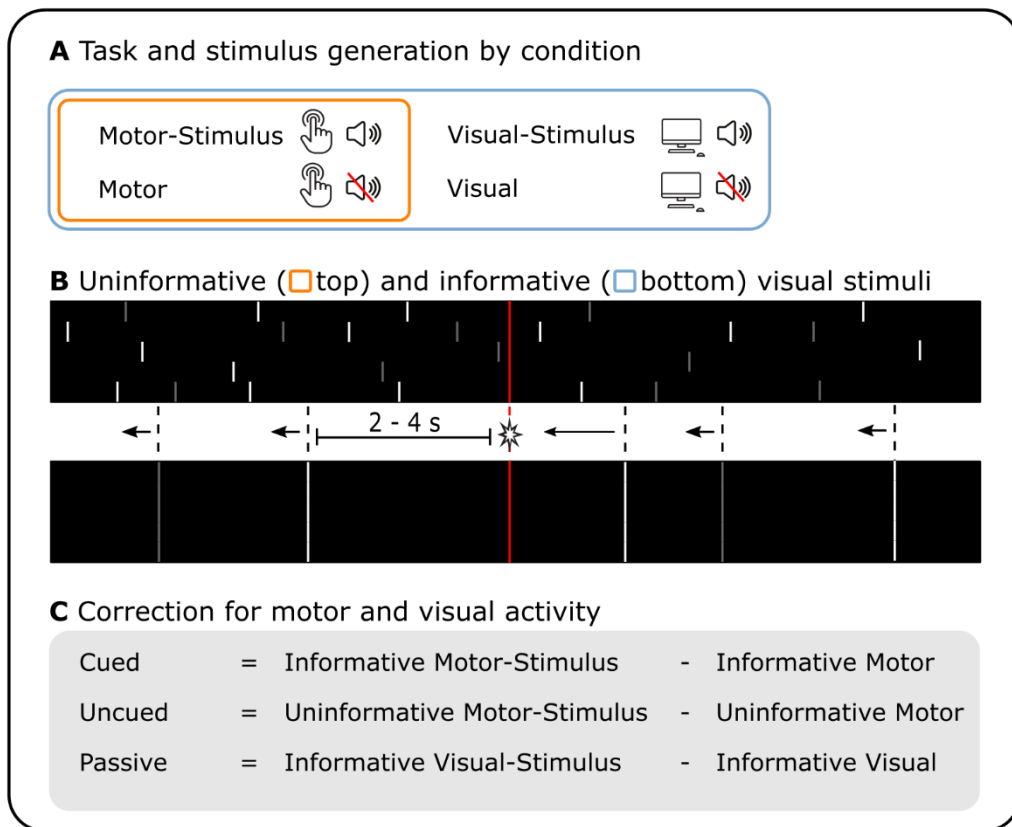 A Task and stimulus generation by condition
Motor-Stimulus
Visual-Stimulus
Motor
Visual
B Uninformative (□ top) and informative (□ bottom) visual stimuli
2 - 4 s
C Correction for motor and visual activity
Cued = Informative Motor-Stimulus - Informative Motor
Uncued = Uninformative Motor-Stimulus - Uninformative Motor
Passive = Informative Visual-Stimulus - Informative Visual